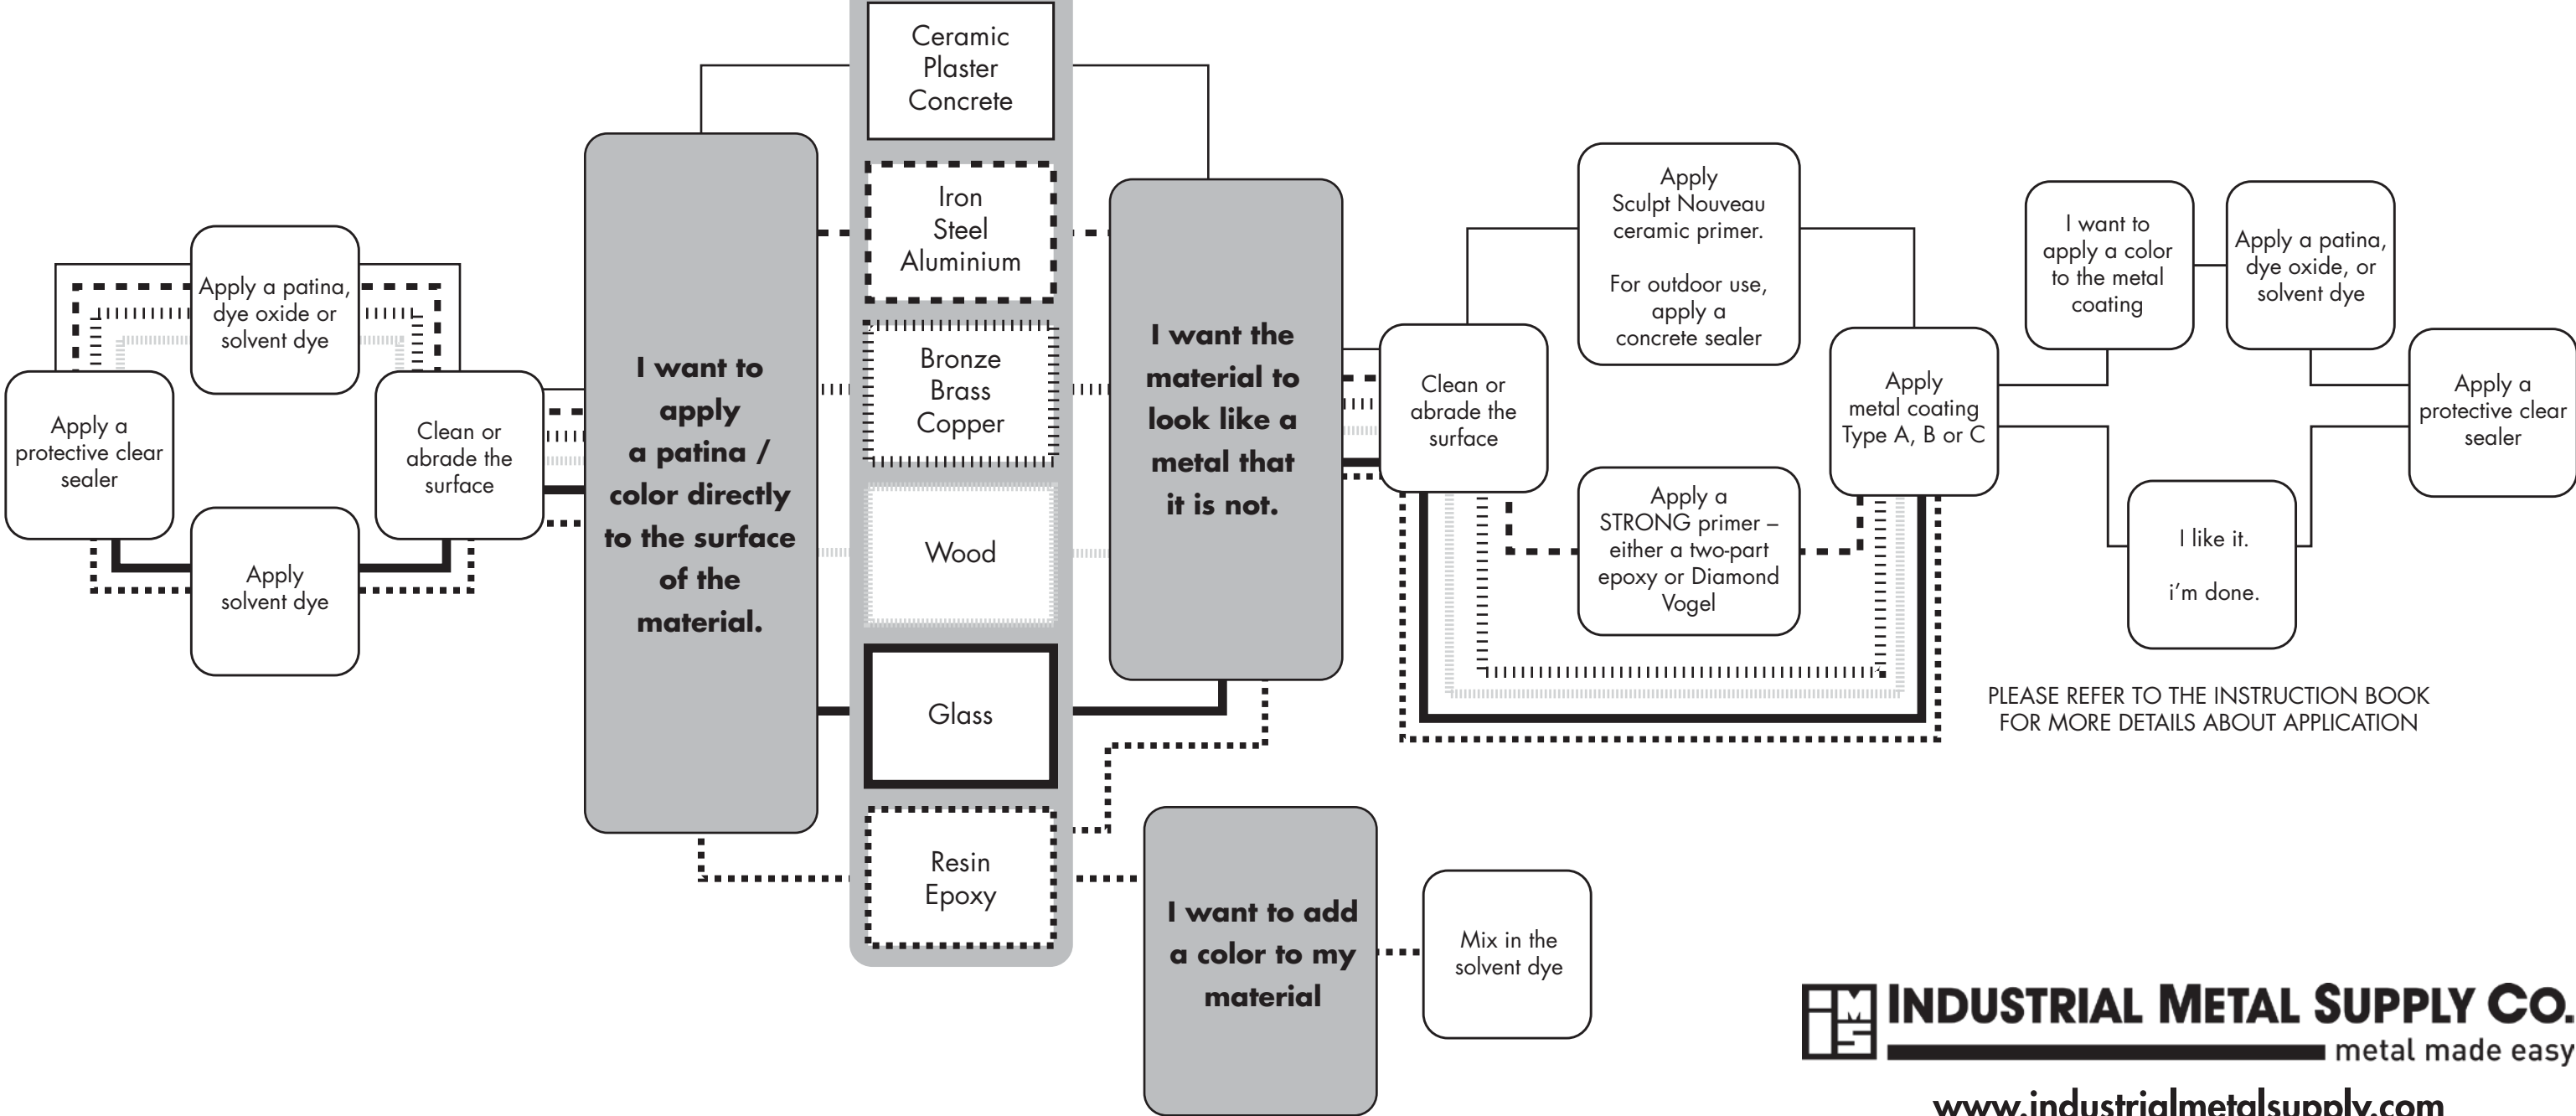 Ceramic
Plaster
Concrete
Iron
Steel
Aluminium
Bronze
Brass
Copper
Wood
Glass
Resin
Epoxy
I want to
apply
a patina /
color directly
to the surface
of the
material.
Clean or
abrade the
surface
Apply a patina,
dye oxide or
solvent dye
Apply
solvent dye
Apply a
protective clear
sealer
I want the
material to
look like a
metal that
it is not.
Clean or
abrade the
surface
Apply
Sculpt Nouveau
ceramic primer.
For outdoor use,
apply a
concrete sealer
Apply a
STRONG primer –
either a two-part
epoxy or Diamond
Vogel
Apply
metal coating
Type A, B or C
I want to
apply a color
to the metal
coating
Apply a patina,
dye oxide, or
solvent dye
Apply a
protective clear
sealer
I like it.
i’m done.
PLEASE REFER TO THE INSTRUCTION BOOK
FOR MORE DETAILS ABOUT APPLICATION
I want to add
a color to my
material
Mix in the
solvent dye
IMS
INDUSTRIAL METAL SUPPLY CO.
metal made easy
www.industrialmetalsupply.com